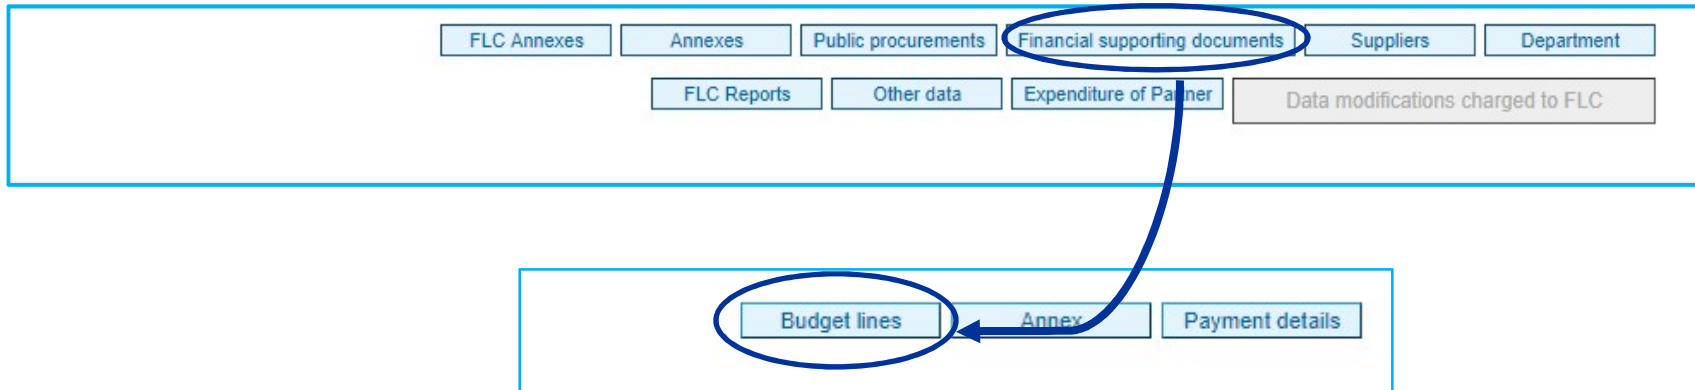 FLC Annexes Annexes Public procurements Financial supporting documents Suppliers Department
FLC Reports Other data Expenditure of Partner Data modifications charged to FLC
Budget lines Annex Payment details